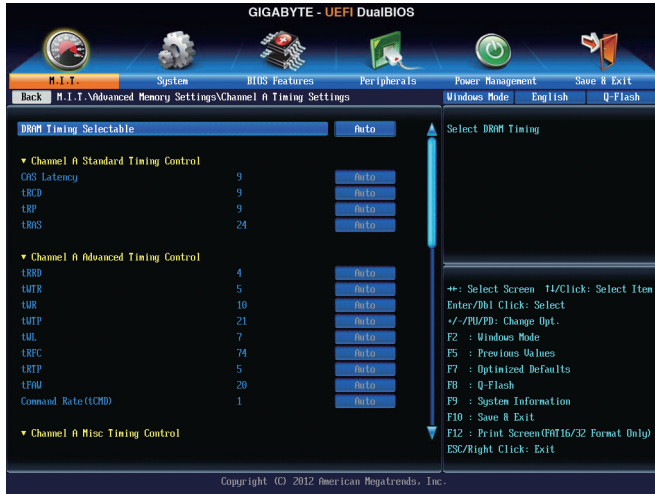 GIGABYTE - UEFI DualBIOS
M.I.T.
System
BIOS Features
Peripherals
Power Management
Save & Exit
Back M.I.T.\Advanced Memory Settings\Channel A Timing Settings
Windows Mode
English
Q-Flash
DRAM Timing Selectable Auto
▼ Channel A Standard Timing Control
CAS Latency 9 Auto
tRCD 9 Auto
tRP 9 Auto
tRAS 24 Auto
▼ Channel A Advanced Timing Control
tRRD 4 Auto
tWTR 5 Auto
tWR 10 Auto
tWTP 21 Auto
tWL 7 Auto
tRFC 74 Auto
tRTP 5 Auto
tFAW 20 Auto
Command Rate(tCMD) 1 Auto
▼ Channel A Misc Timing Control
Select DRAM Timing
→←: Select Screen ↑↓/Click: Select Item
Enter/Dbl Click: Select
+/-/PU/PD: Change Opt.
F2 : Windows Mode
F5 : Previous Values
F7 : Optimized Defaults
F8 : Q-Flash
F9 : System Information
F10 : Save & Exit
F12 : Print Screen(FAT16/32 Format Only)
ESC/Right Click: Exit
Copyright (C) 2012 American Megatrends, Inc.